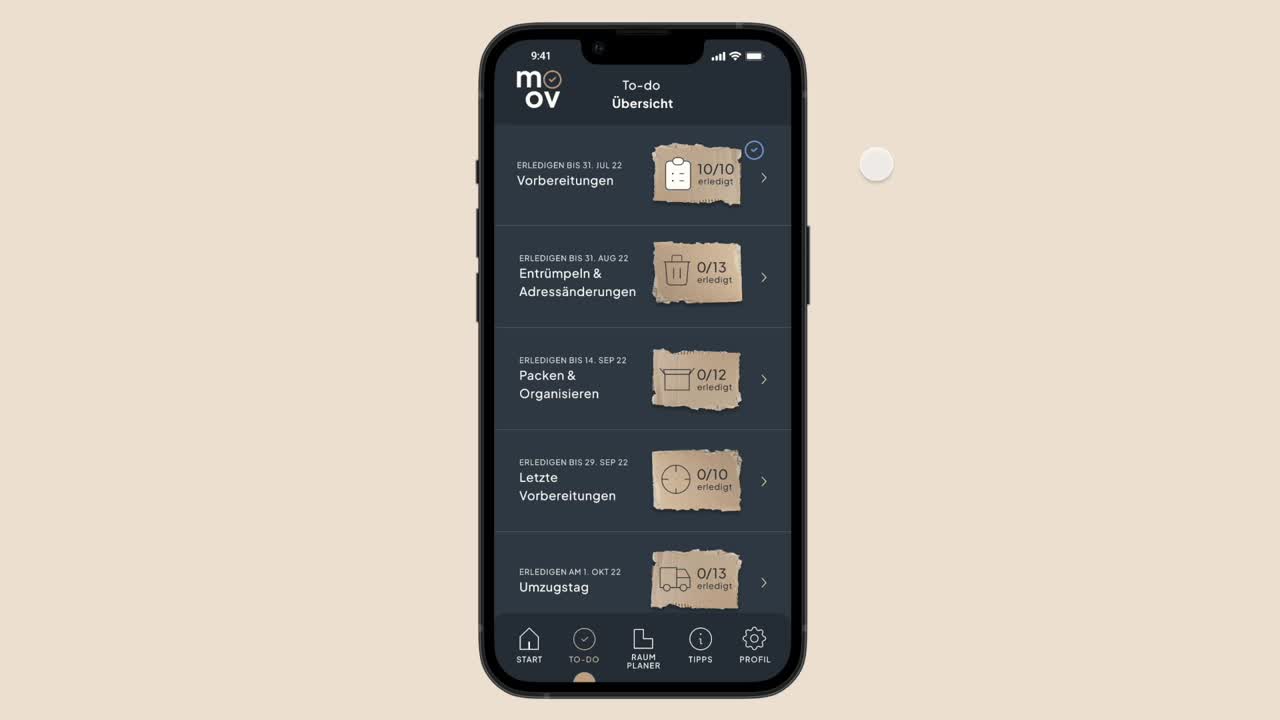 9:41
mo
ov
To-do
Übersicht
ERLEDIGEN BIS 31. JUL 22
Vorbereitungen
10/10
erledigt
ERLEDIGEN BIS 31. AUG 22
Entrümpeln &
Adressänderungen
0/13
erledigt
ERLEDIGEN BIS 14. SEP 22
Packen &
Organisieren
0/12
erledigt
ERLEDIGEN BIS 29. SEP 22
Letzte
Vorbereitungen
0/10
erledigt
ERLEDIGEN AM 1. OKT 22
Umzugstag
0/13
erledigt
START
TO-DO
RAUM
PLANER
TIPPS
PROFIL